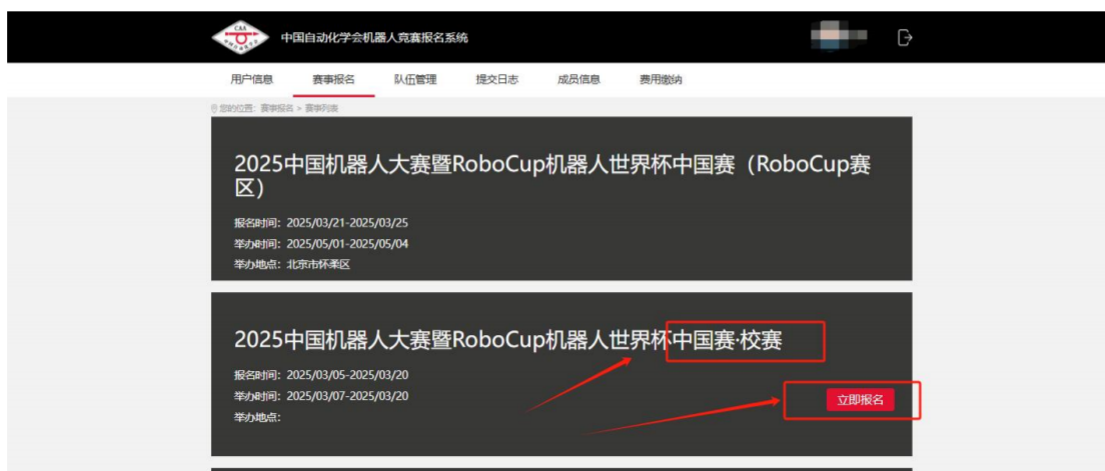 CAA
中国自动化学会机器人竞赛报名系统
用户信息 赛事报名 队伍管理 提交日志 成员信息 费用缴纳
您的位置：赛事报名 > 赛事列表
2025中国机器人大赛暨RoboCup机器人世界杯中国赛（RoboCup赛
区）
报名时间：2025/03/21-2025/03/25
举办时间：2025/05/01-2025/05/04
举办地点：北京市怀柔区
2025中国机器人大赛暨RoboCup机器人世界杯中国赛·校赛
报名时间：2025/03/05-2025/03/20
举办时间：2025/03/07-2025/03/20
立即报名
举办地点：